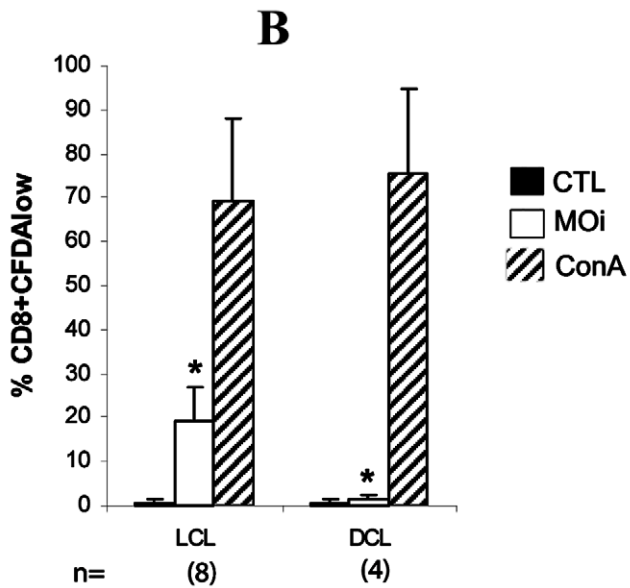 B
% CD8+CFDAlow
100
90
80
70
60
50
40
30
20
10
0
*
*
LCL
DCL
n=
(8)
(4)
CTL
MOi
ConA